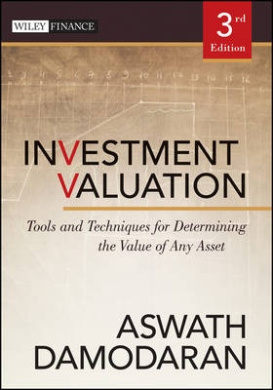 WILEY FINANCE
3rd
Edition
INVESTMENT
VALUATION
Tools and Techniques for Determining
the Value of Any Asset
ASWATH
DAMODARAN